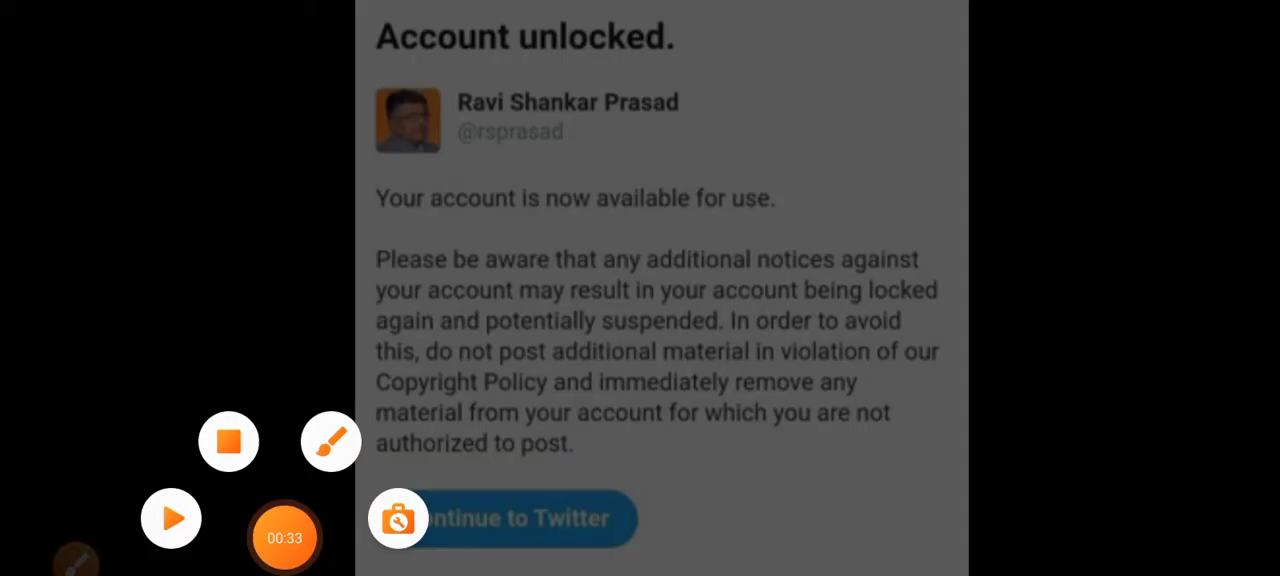 Account unlocked.
Ravi Shankar Prasad
@rsprasad
Your account is now available for use.
Please be aware that any additional notices against
your account may result in your account being locked
again and potentially suspended. In order to avoid
this, do not post additional material in violation of our
Copyright Policy and immediately remove any
material from your account for which you are not
authorized to post.
ontinue to Twitter
00:33